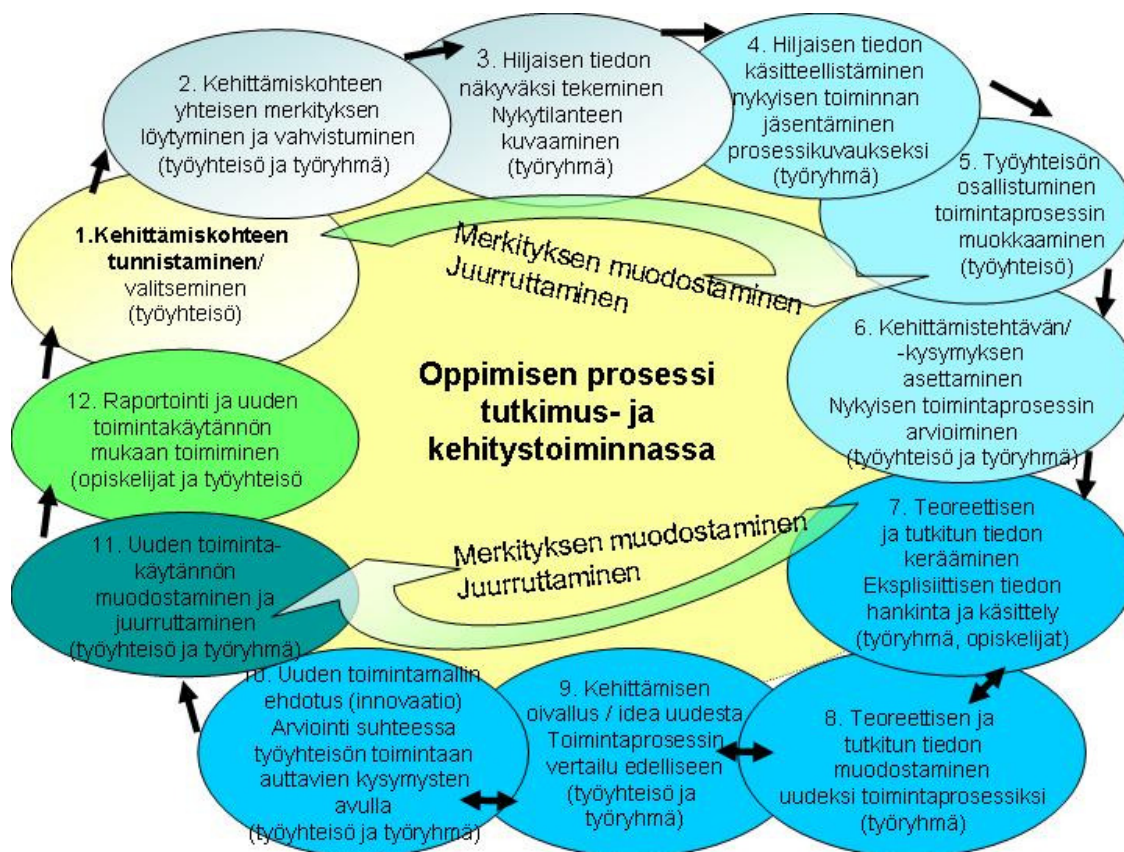 1.Kehittämiskohteen
tunnistaminen/
valitseminen
(työyhteisö)
2. Kehittämiskohteen
yhteisen merkityksen
löytyminen ja vahvistuminen
(työyhteisö ja työryhmä)
3. Hiljaisen tiedon
näkyväksi tekeminen
Nykytilanteen
kuvaaminen
(työryhmä)
4. Hiljaisen tiedon
käsitteellistäminen
nykyisen toiminnan
jäsentäminen
prosessikuvaukseksi
(työryhmä)
5. Työyhteisön
osallistuminen
toimintaprosessin
muokkaaminen
(työyhteisö)
6. Kehittämistehtävän/
-kysymyksen
asettaminen
Nykyisen toimintaprosessin
arvioiminen
(työyhteisö ja työryhmä)
7. Teoreettisen
ja tutkitun tiedon
kerääminen
Eksplisiittisen tiedon
hankinta ja käsittely
(työryhmä, opiskelijat)
8. Teoreettisen ja
tutkitun tiedon
muodostaminen
uudeksi toimintaprosessiksi
(työryhmä)
9. Kehittämisen
oivallus / idea uudesta
Toimintaprosessin
vertailu edelliseen
(työyhteisö ja
työryhmä)
10. Uuden toimintamallin
ehdotus (innovaatio)
Arviointi suhteessa
työyhteisön toimintaan
auttavien kysymysten
avulla
(työyhteisö ja työryhmä)
11. Uuden toiminta-
käytännön
muodostaminen ja
juurruttaminen
(työyhteisö ja työryhmä)
12. Raportointi ja uuden
toimintakäytännön
mukaan toimiminen
(opiskelijat ja työyhteisö
Merkityksen muodostaminen
Juurruttaminen
Oppimisen prosessi
tutkimus- ja
kehitystoiminnassa
Merkityksen muodostaminen
Juurruttaminen